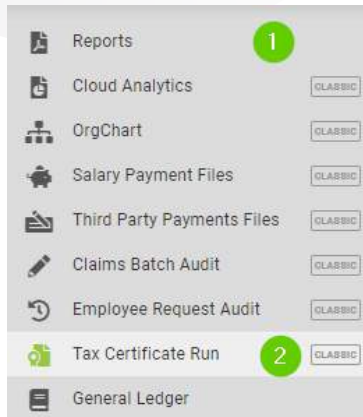 Reports 1
Cloud Analytics CLASSIC
OrgChart CLASSIC
Salary Payment Files CLASSIC
Third Party Payments Files CLASSIC
Claims Batch Audit CLASSIC
Employee Request Audit CLASSIC
Tax Certificate Run 2 CLASSIC
General Ledger